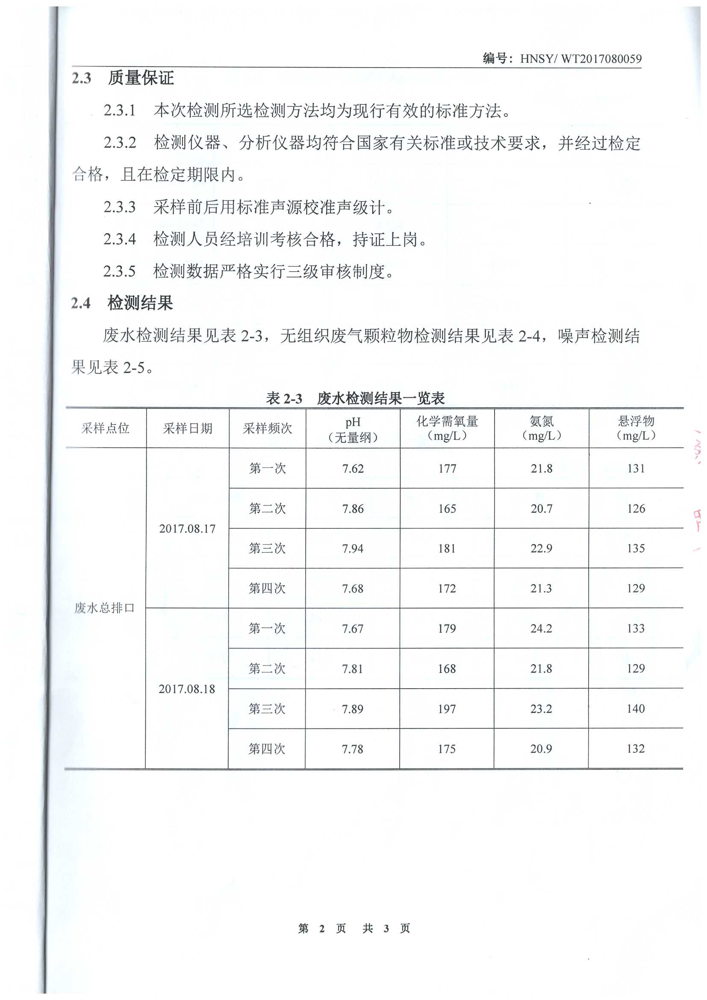 编号：HNSY/ WT2017080059
2.3 质量保证
2.3.1 本次检测所选检测方法均为现行有效的标准方法。
2.3.2 检测仪器、分析仪器均符合国家有关标准或技术要求，并经过检定
合格，且在检定期限内。
2.3.3 采样前后用标准声源校准声级计。
2.3.4 检测人员经培训考核合格，持证上岗。
2.3.5 检测数据严格实行三级审核制度。
2.4 检测结果
废水检测结果见表 2-3，无组织废气颗粒物检测结果见表 2-4，噪声检测结
果见表 2-5。
表 2-3 废水检测结果一览表
采样点位 采样日期 采样频次 pH（无量纲） 化学需氧量（mg/L） 氨氮（mg/L） 悬浮物（mg/L）
废水总排口 2017.08.17 第一次 7.62 177 21.8 131
第二次 7.86 165 20.7 126
第三次 7.94 181 22.9 135
第四次 7.68 172 21.3 129
2017.08.18 第一次 7.67 179 24.2 133
第二次 7.81 168 21.8 129
第三次 7.89 197 23.2 140
第四次 7.78 175 20.9 132
第 2 页 共 3 页